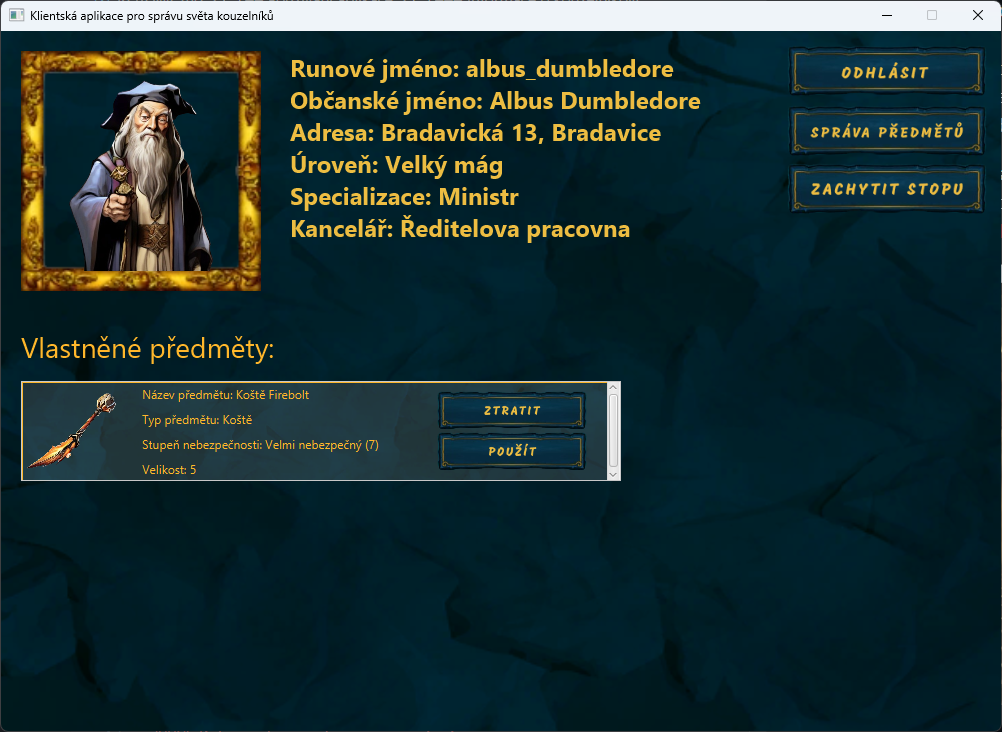 Klientská aplikace pro správu světa kouzelníků
Runové jméno: albus_dumbledore
Občanské jméno: Albus Dumbledore
Adresa: Bradavická 13, Bradavice
Úroveň: Velký mág
Specializace: Ministr
Kancelář: Ředitelova pracovna
ODHLÁSIT
SPRÁVA PŘEDMĚTŮ
ZACHYTIT STOPU
Vlastněné předměty:
Název předmětu: Koště Firebolt
Typ předmětu: Koště
Stupeň nebezpečnosti: Velmi nebezpečný (7)
Velikost: 5
ZTRATIT
POUŽÍT